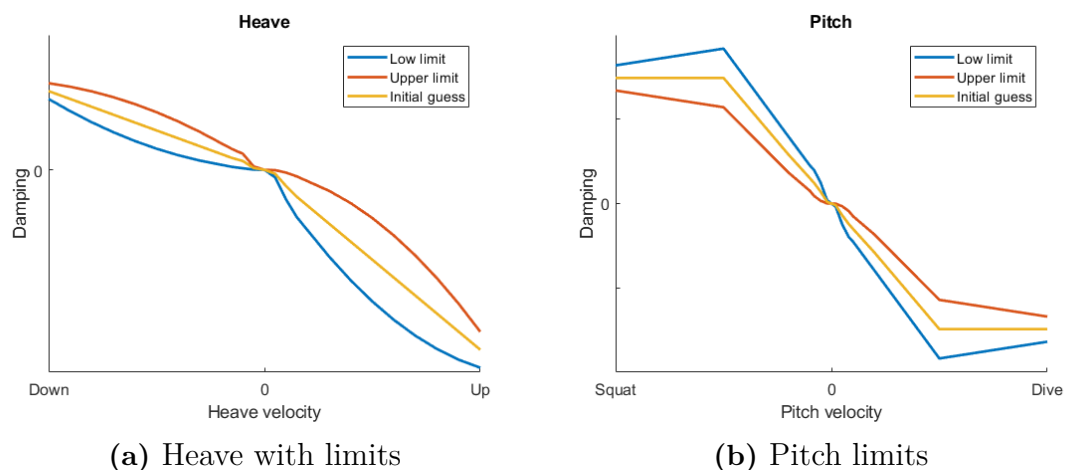 Heave
Low limit
Upper limit
Initial guess
Damping
0
Down
0
Up
Heave velocity
(a) Heave with limits
Pitch
Low limit
Upper limit
Initial guess
Damping
0
Squat
0
Dive
Pitch velocity
(b) Pitch limits